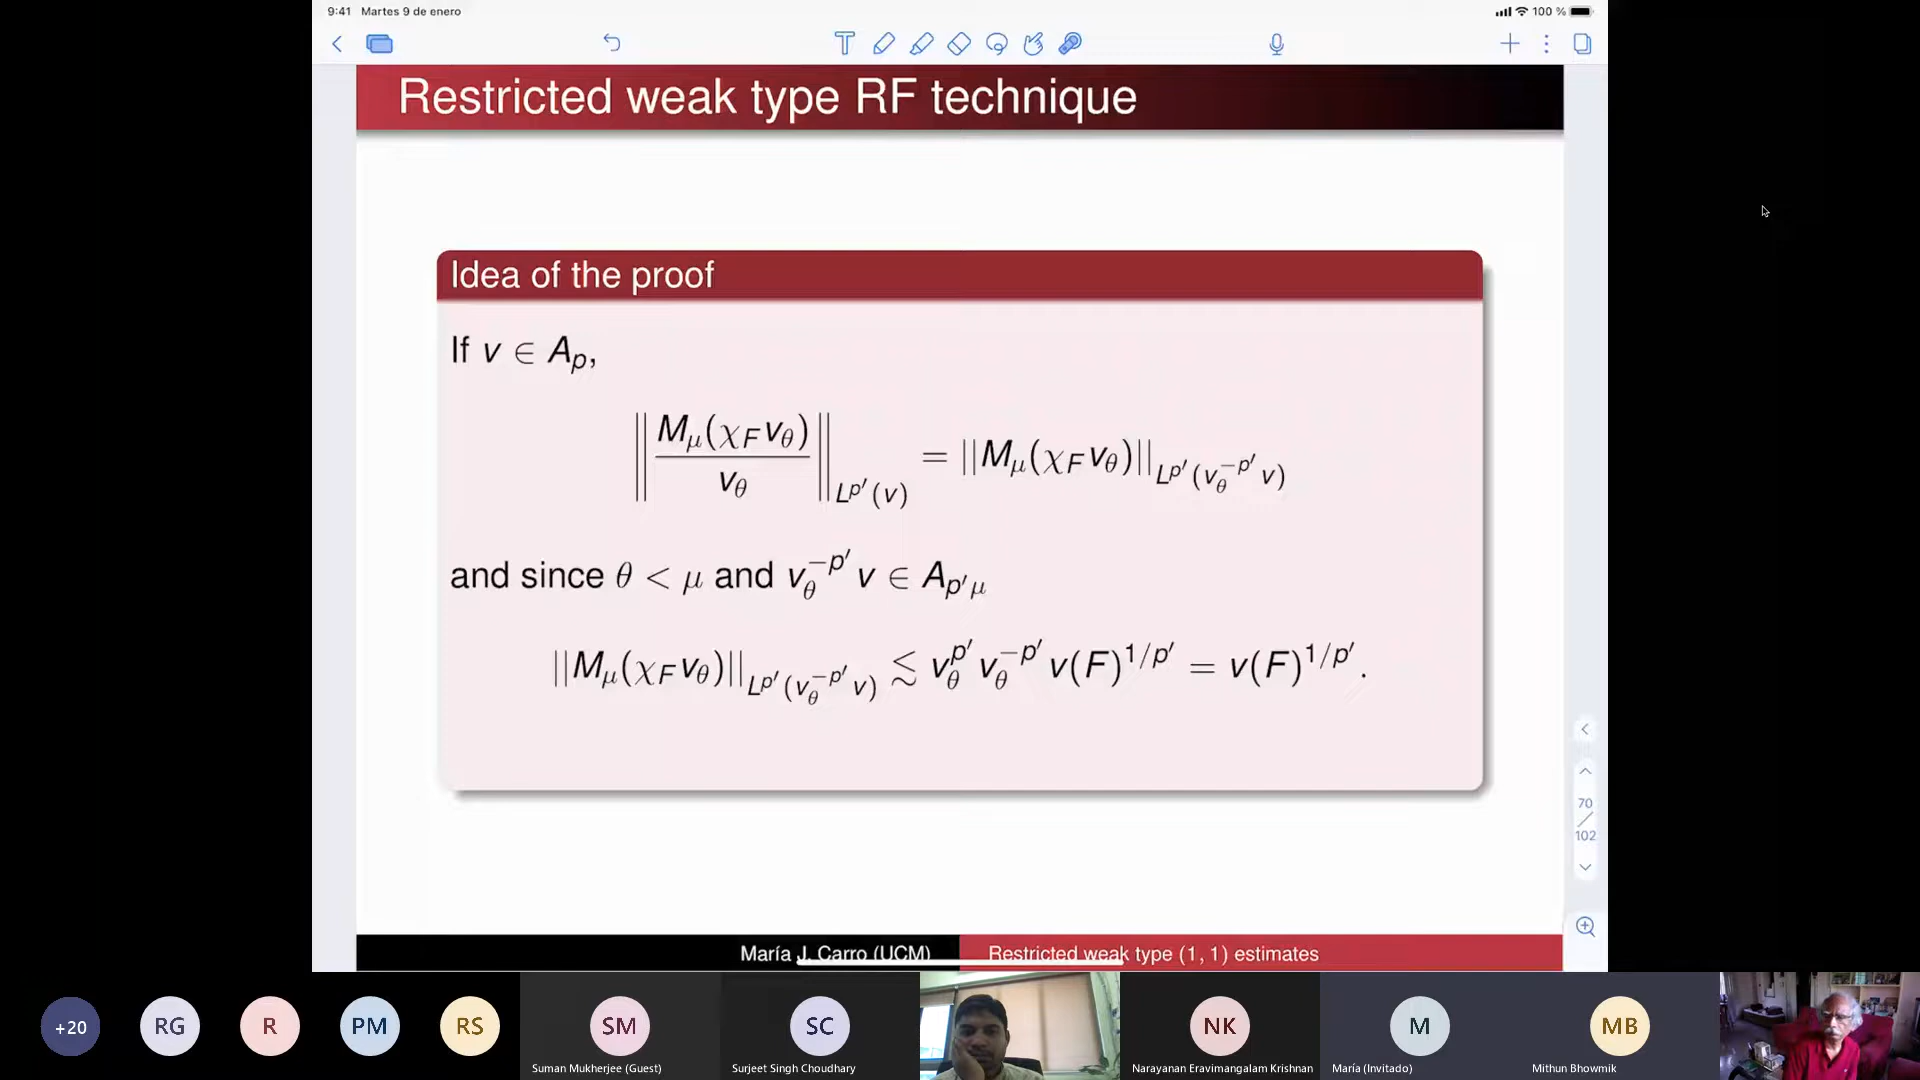 9:41 Martes 9 de enero
100 %
Restricted weak type RF technique
Idea of the proof
If v ∈ A_p,
‖ M_μ(χ_F v_θ) / v_θ ‖_{L^{p'}(v)} = ||M_μ(χ_F v_θ)||_{L^{p'}(v_θ^{-p'} v)}
and since θ < μ and v_θ^{-p'} v ∈ A_{p'μ}
||M_μ(χ_F v_θ)||_{L^{p'}(v_θ^{-p'} v)} ≲ v_θ^{p'} v_θ^{-p'} v(F)^{1/p'} = v(F)^{1/p'}.
70
102
María J. Carro (UCM) Restricted weak type (1, 1) estimates
+20 RG R PM RS SM SC NK M MB
Suman Mukherjee (Guest) Surjeet Singh Choudhary Narayanan Eravimangalam Krishnan María (Invitado) Mithun Bhowmik